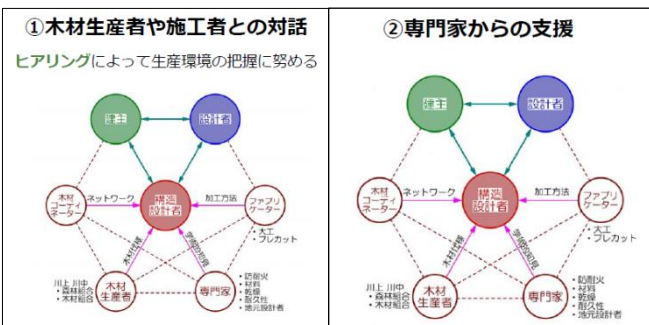 ①木材生産者や施工者との対話
ヒアリングによって生産環境の把握に努める
建主
設計者
木材
コーディ
ネーター
ネットワーク
構造
設計者
加工方法
ファブリ
ケーター
・大工
・プレカット
木材仕様
学術的知見
川上 川中
・森林組合
・木材組合
木材
生産者
専門家
・防耐火
・材料
・乾燥
・耐久性
・地元設計者
②専門家からの支援
建主
設計者
木材
コーディ
ネーター
ネットワーク
構造
設計者
加工方法
ファブリ
ケーター
・大工
・プレカット
木材仕様
学術的知見
川上 川中
・森林組合
・木材組合
木材
生産者
専門家
・防耐火
・材料
・乾燥
・耐久性
・地元設計者